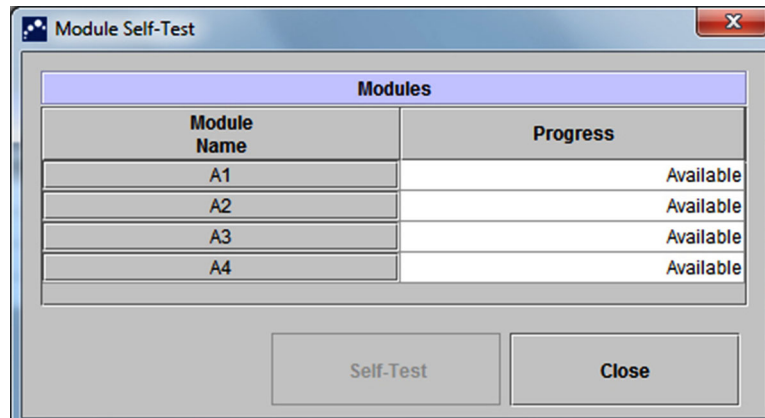 Module Self-Test
Modules
Module
Name
Progress
A1 Available
A2 Available
A3 Available
A4 Available
Self-Test Close